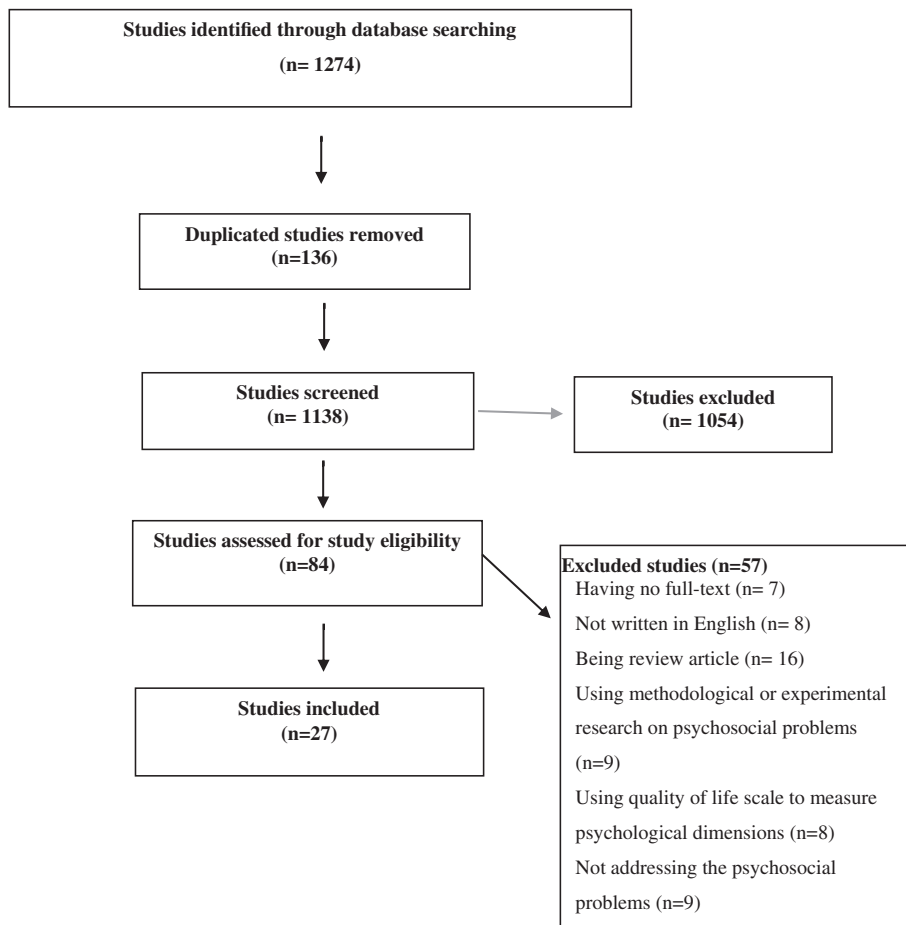 Studies identified through database searching
(n= 1274)
Duplicated studies removed
(n=136)
Studies screened
(n= 1138)
Studies excluded
(n= 1054)
Studies assessed for study eligibility
(n=84)
Excluded studies (n=57)
Having no full-text (n= 7)
Not written in English (n= 8)
Being review article (n= 16)
Using methodological or experimental
research on psychosocial problems
(n=9)
Using quality of life scale to measure
psychological dimensions (n=8)
Not addressing the psychosocial
problems (n=9)
Studies included
(n=27)